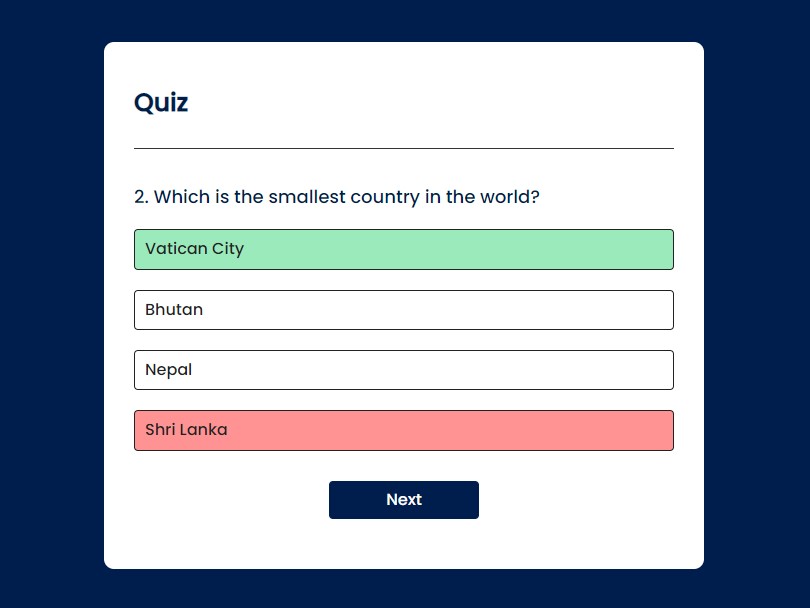 Quiz
2. Which is the smallest country in the world?
Vatican City
Bhutan
Nepal
Shri Lanka
Next